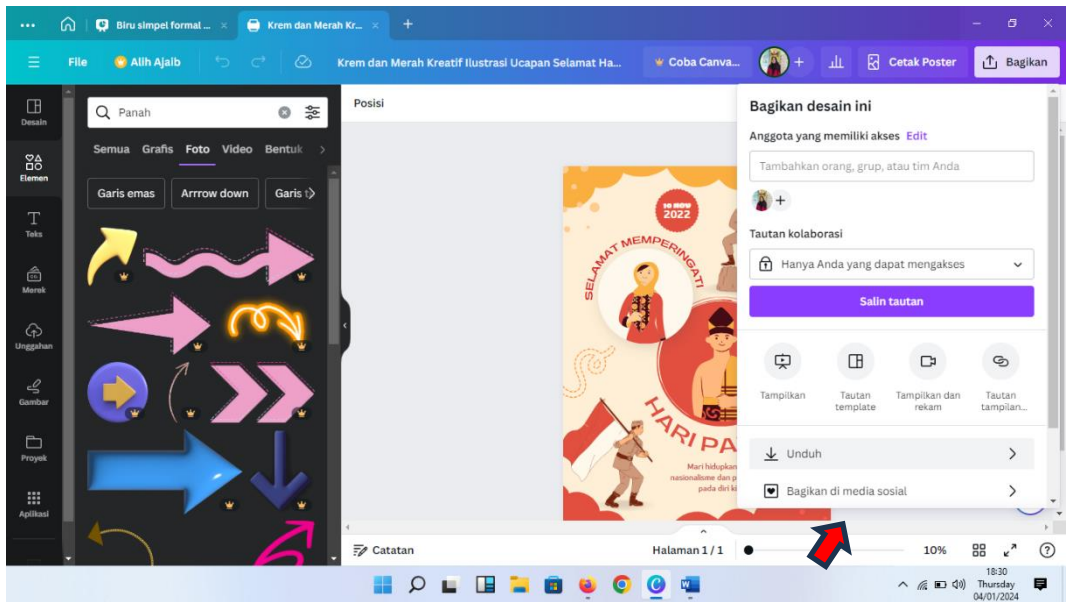 Biru simpel formal ...
Krem dan Merah Kr...
File
Alih Ajaib
Krem dan Merah Kreatif Ilustrasi Ucapan Selamat Ha...
Coba Canva...
Cetak Poster
Bagikan
Desain
Elemen
Teks
Merek
Unggahan
Gambar
Proyek
Aplikasi
Panah
Semua Grafis Foto Video Bentuk
Garis emas
Arrrow down
Garis t
Posisi
10 NOV
2022
SELAMAT MEMPERINGATI
HARI PA
Mari hidupkan
nasionalisme dan p
pada diri ki
Bagikan desain ini
Anggota yang memiliki akses Edit
Tambahkan orang, grup, atau tim Anda
Tautan kolaborasi
Hanya Anda yang dapat mengakses
Salin tautan
Tampilkan
Tautan
template
Tampilkan dan
rekam
Tautan
tampilan...
Unduh
Bagikan di media sosial
Catatan
Halaman 1 / 1
10%
18:30
Thursday
04/01/2024